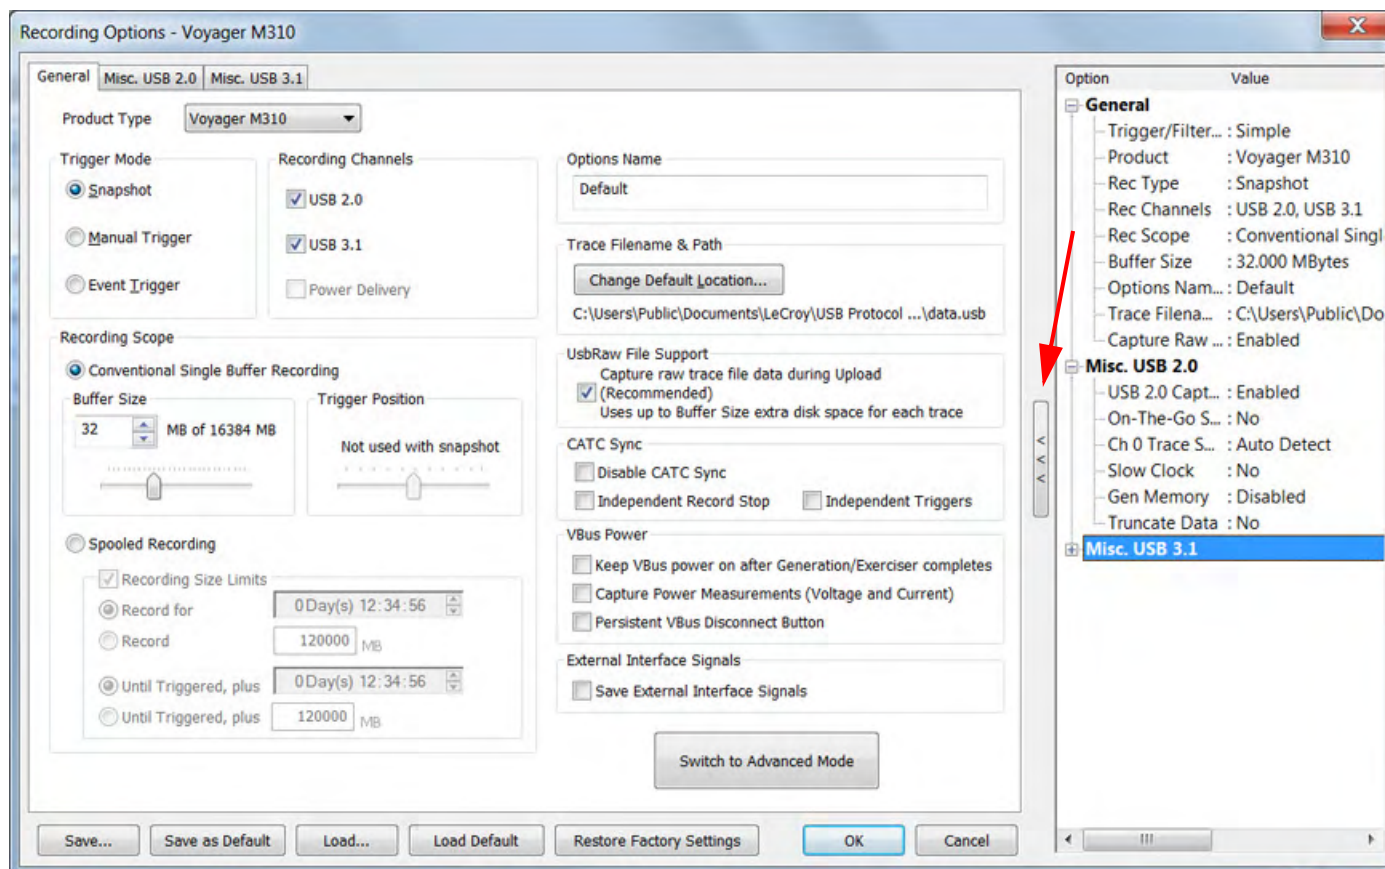 Recording Options - Voyager M310
X
General
Misc. USB 2.0
Misc. USB 3.1
Product Type
Voyager M310
Trigger Mode
Snapshot
Manual Trigger
Event Trigger
Recording Channels
USB 2.0
USB 3.1
Power Delivery
Recording Scope
Conventional Single Buffer Recording
Buffer Size
32
MB of 16384 MB
Trigger Position
Not used with snapshot
Spooled Recording
Recording Size Limits
Record for
0 Day(s) 12:34:56
Record
120000
MB
Until Triggered, plus
0 Day(s) 12:34:56
Until Triggered, plus
120000
MB
Options Name
Default
Trace Filename & Path
Change Default Location...
C:\Users\Public\Documents\LeCroy\USB Protocol ...\data.usb
UsbRaw File Support
Capture raw trace file data during Upload
(Recommended)
Uses up to Buffer Size extra disk space for each trace
CATC Sync
Disable CATC Sync
Independent Record Stop
Independent Triggers
VBus Power
Keep VBus power on after Generation/Exerciser completes
Capture Power Measurements (Voltage and Current)
Persistent VBus Disconnect Button
External Interface Signals
Save External Interface Signals
Switch to Advanced Mode
Save...
Save as Default
Load...
Load Default
Restore Factory Settings
OK
Cancel
<
<
<
Option Value
General
Trigger/Filter... : Simple
Product : Voyager M310
Rec Type : Snapshot
Rec Channels : USB 2.0, USB 3.1
Rec Scope : Conventional Singl
Buffer Size : 32.000 MBytes
Options Nam... : Default
Trace Filena... : C:\Users\Public\Do
Capture Raw ... : Enabled
Misc. USB 2.0
USB 2.0 Capt... : Enabled
On-The-Go S... : No
Ch 0 Trace S... : Auto Detect
Slow Clock : No
Gen Memory : Disabled
Truncate Data : No
Misc. USB 3.1